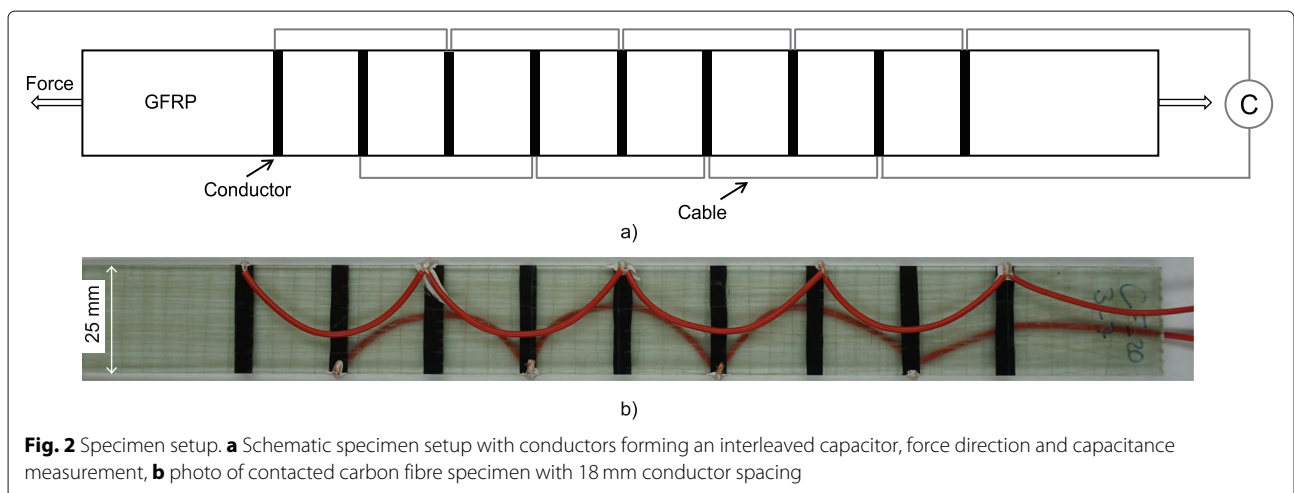 Force
GFRP
C
Conductor
Cable
a)
25 mm
b)
Fig. 2 Specimen setup. a Schematic specimen setup with conductors forming an interleaved capacitor, force direction and capacitance
measurement, b photo of contacted carbon fibre specimen with 18 mm conductor spacing